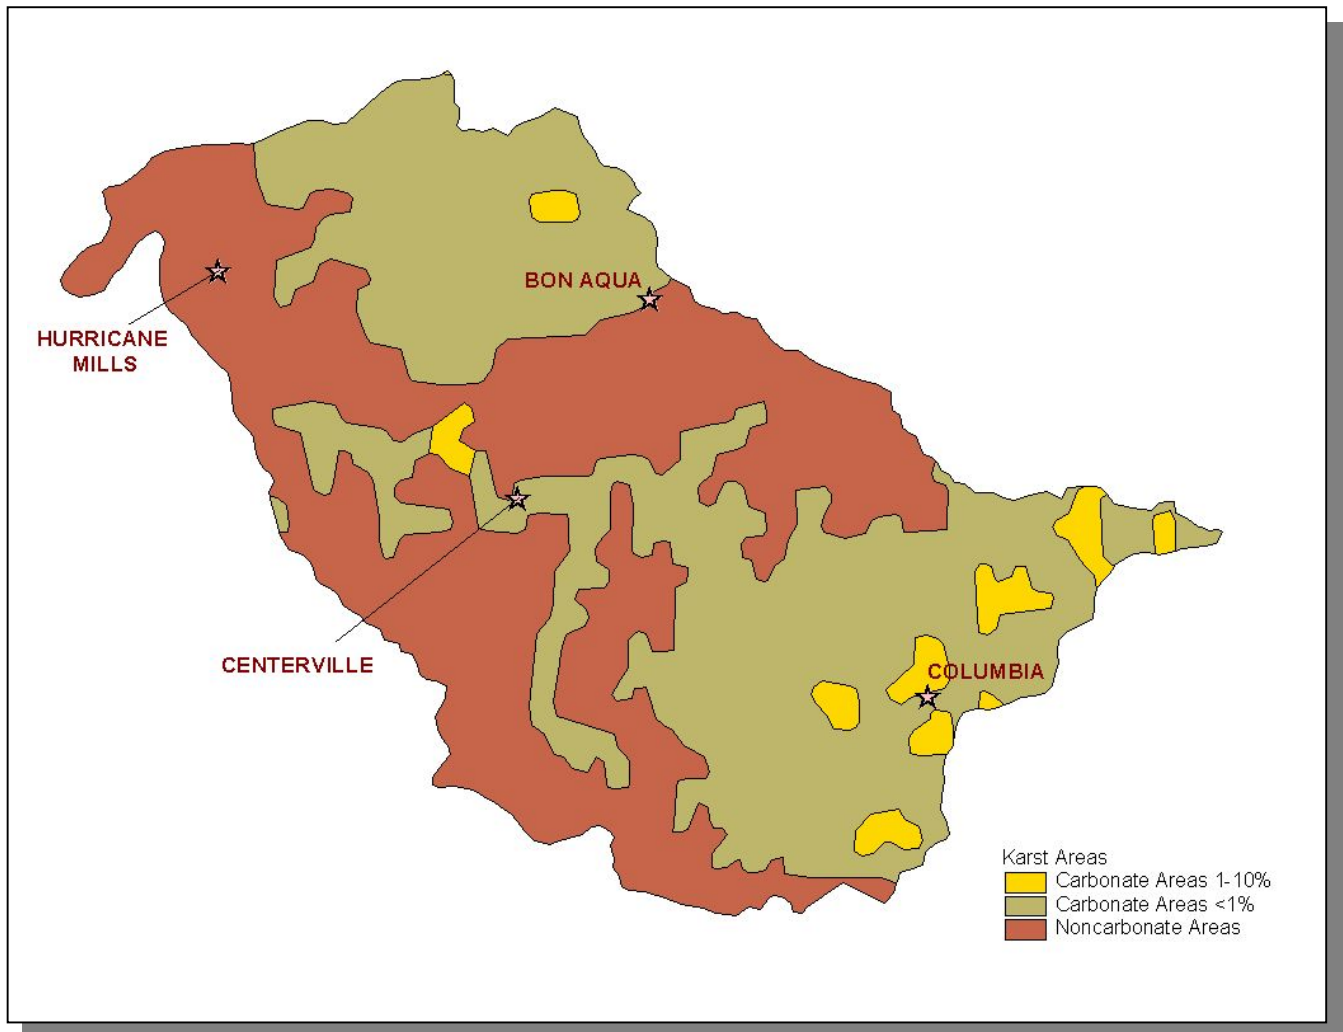 BON AQUA
HURRICANE
MILLS
CENTERVILLE
COLUMBIA
Karst Areas
Carbonate Areas 1-10%
Carbonate Areas <1%
Noncarbonate Areas